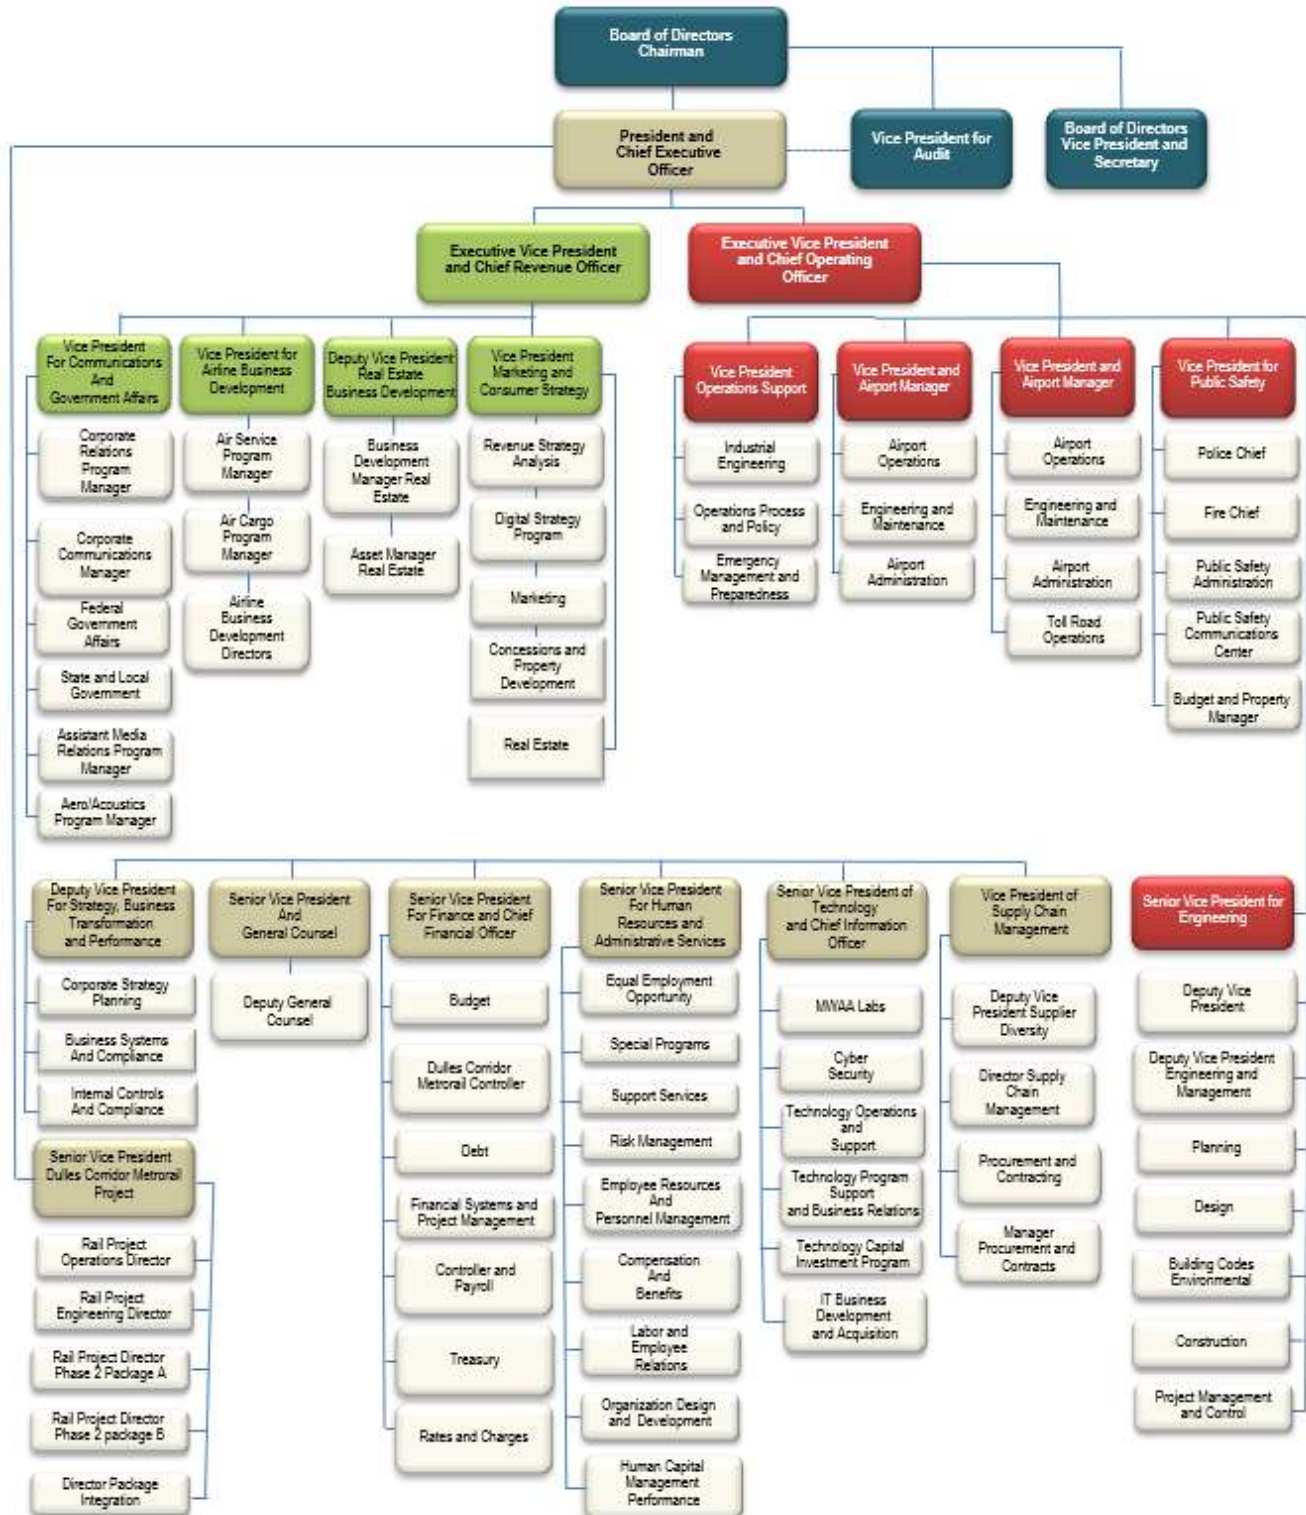 Board of Directors
Chairman
President and
Chief Executive
Officer
Vice President for
Audit
Board of Directors
Vice President and
Secretary
Executive Vice President
and Chief Revenue Officer
Executive Vice President
and Chief Operating
Officer
Vice President
For Communications
And
Government Affairs
Corporate
Relations
Program
Manager
Corporate
Communications
Manager
Federal
Government
Affairs
State and Local
Government
Assistant Media
Relations Program
Manager
Aero/Acoustics
Program Manager
Vice President for
Airline Business
Development
Air Service
Program
Manager
Air Cargo
Program
Manager
Airline
Business
Development
Directors
Deputy Vice President
Real Estate
Business Development
Business
Development
Manager Real
Estate
Asset Manager
Real Estate
Vice President
Marketing and
Consumer Strategy
Revenue Strategy
Analysis
Digital Strategy
Program
Marketing
Concessions and
Property
Development
Real Estate
Vice President
Operations Support
Industrial
Engineering
Operations Process
and Policy
Emergency
Management and
Preparedness
Vice President and
Airport Manager
Airport
Operations
Engineering and
Maintenance
Airport
Administration
Vice President
and Airport Manager
Airport
Operations
Engineering and
Maintenance
Airport
Administration
Toll Road
Operations
Vice President for
Public Safety
Police Chief
Fire Chief
Public Safety
Administration
Public Safety
Communications
Center
Budget and Property
Manager
Deputy Vice President
For Strategy, Business
Transformation
and Performance
Corporate Strategy
Planning
Business Systems
And Compliance
Internal Controls
And Compliance
Senior Vice President
Dulles Corridor Metrorail
Project
Rail Project
Operations Director
Rail Project
Engineering Director
Rail Project Director
Phase 2 Package A
Rail Project Director
Phase 2 package B
Director Package
Integration
Senior Vice President
And
General Counsel
Deputy General
Counsel
Senior Vice President
For Finance and Chief
Financial Officer
Budget
Dulles Corridor
Metrorail Controller
Debt
Financial Systems and
Project Management
Controller and
Payroll
Treasury
Rates and Charges
Senior Vice President
For Human
Resources and
Administrative Services
Equal Employment
Opportunity
Special Programs
Support Services
Risk Management
Employee Resources
And
Personnel Management
Compensation
And
Benefits
Labor and
Employee
Relations
Organization Design
and Development
Human Capital
Management
Performance
Senior Vice President of
Technology
and Chief Information
Officer
MWAA Labs
Cyber
Security
Technology Operations
and
Support
Technology Program
Support
and Business Relations
Technology Capital
Investment Program
IT Business
Development
and Acquisition
Vice President of
Supply Chain
Management
Deputy Vice
President Supplier
Diversity
Director Supply
Chain
Management
Procurement and
Contracting
Manager
Procurement and
Contracts
Senior Vice President for
Engineering
Deputy Vice
President
Deputy Vice President
Engineering and
Management
Planning
Design
Building Codes
Environmental
Construction
Project Management
and Control